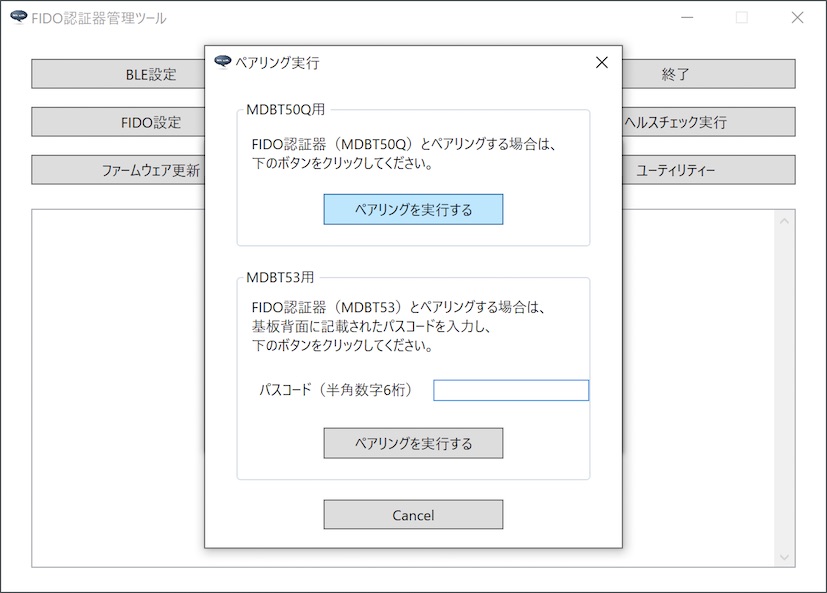 FIDO認証器管理ツール
BLE設定
終了
FIDO設定
ヘルスチェック実行
ファームウェア更新
ユーティリティー
ペアリング実行
MDBT50Q用
FIDO認証器（MDBT50Q）とペアリングする場合は、
下のボタンをクリックしてください。
ペアリングを実行する
MDBT53用
FIDO認証器（MDBT53）とペアリングする場合は、
基板背面に記載されたパスコードを入力し、
下のボタンをクリックしてください。
パスコード（半角数字6桁）
ペアリングを実行する
Cancel